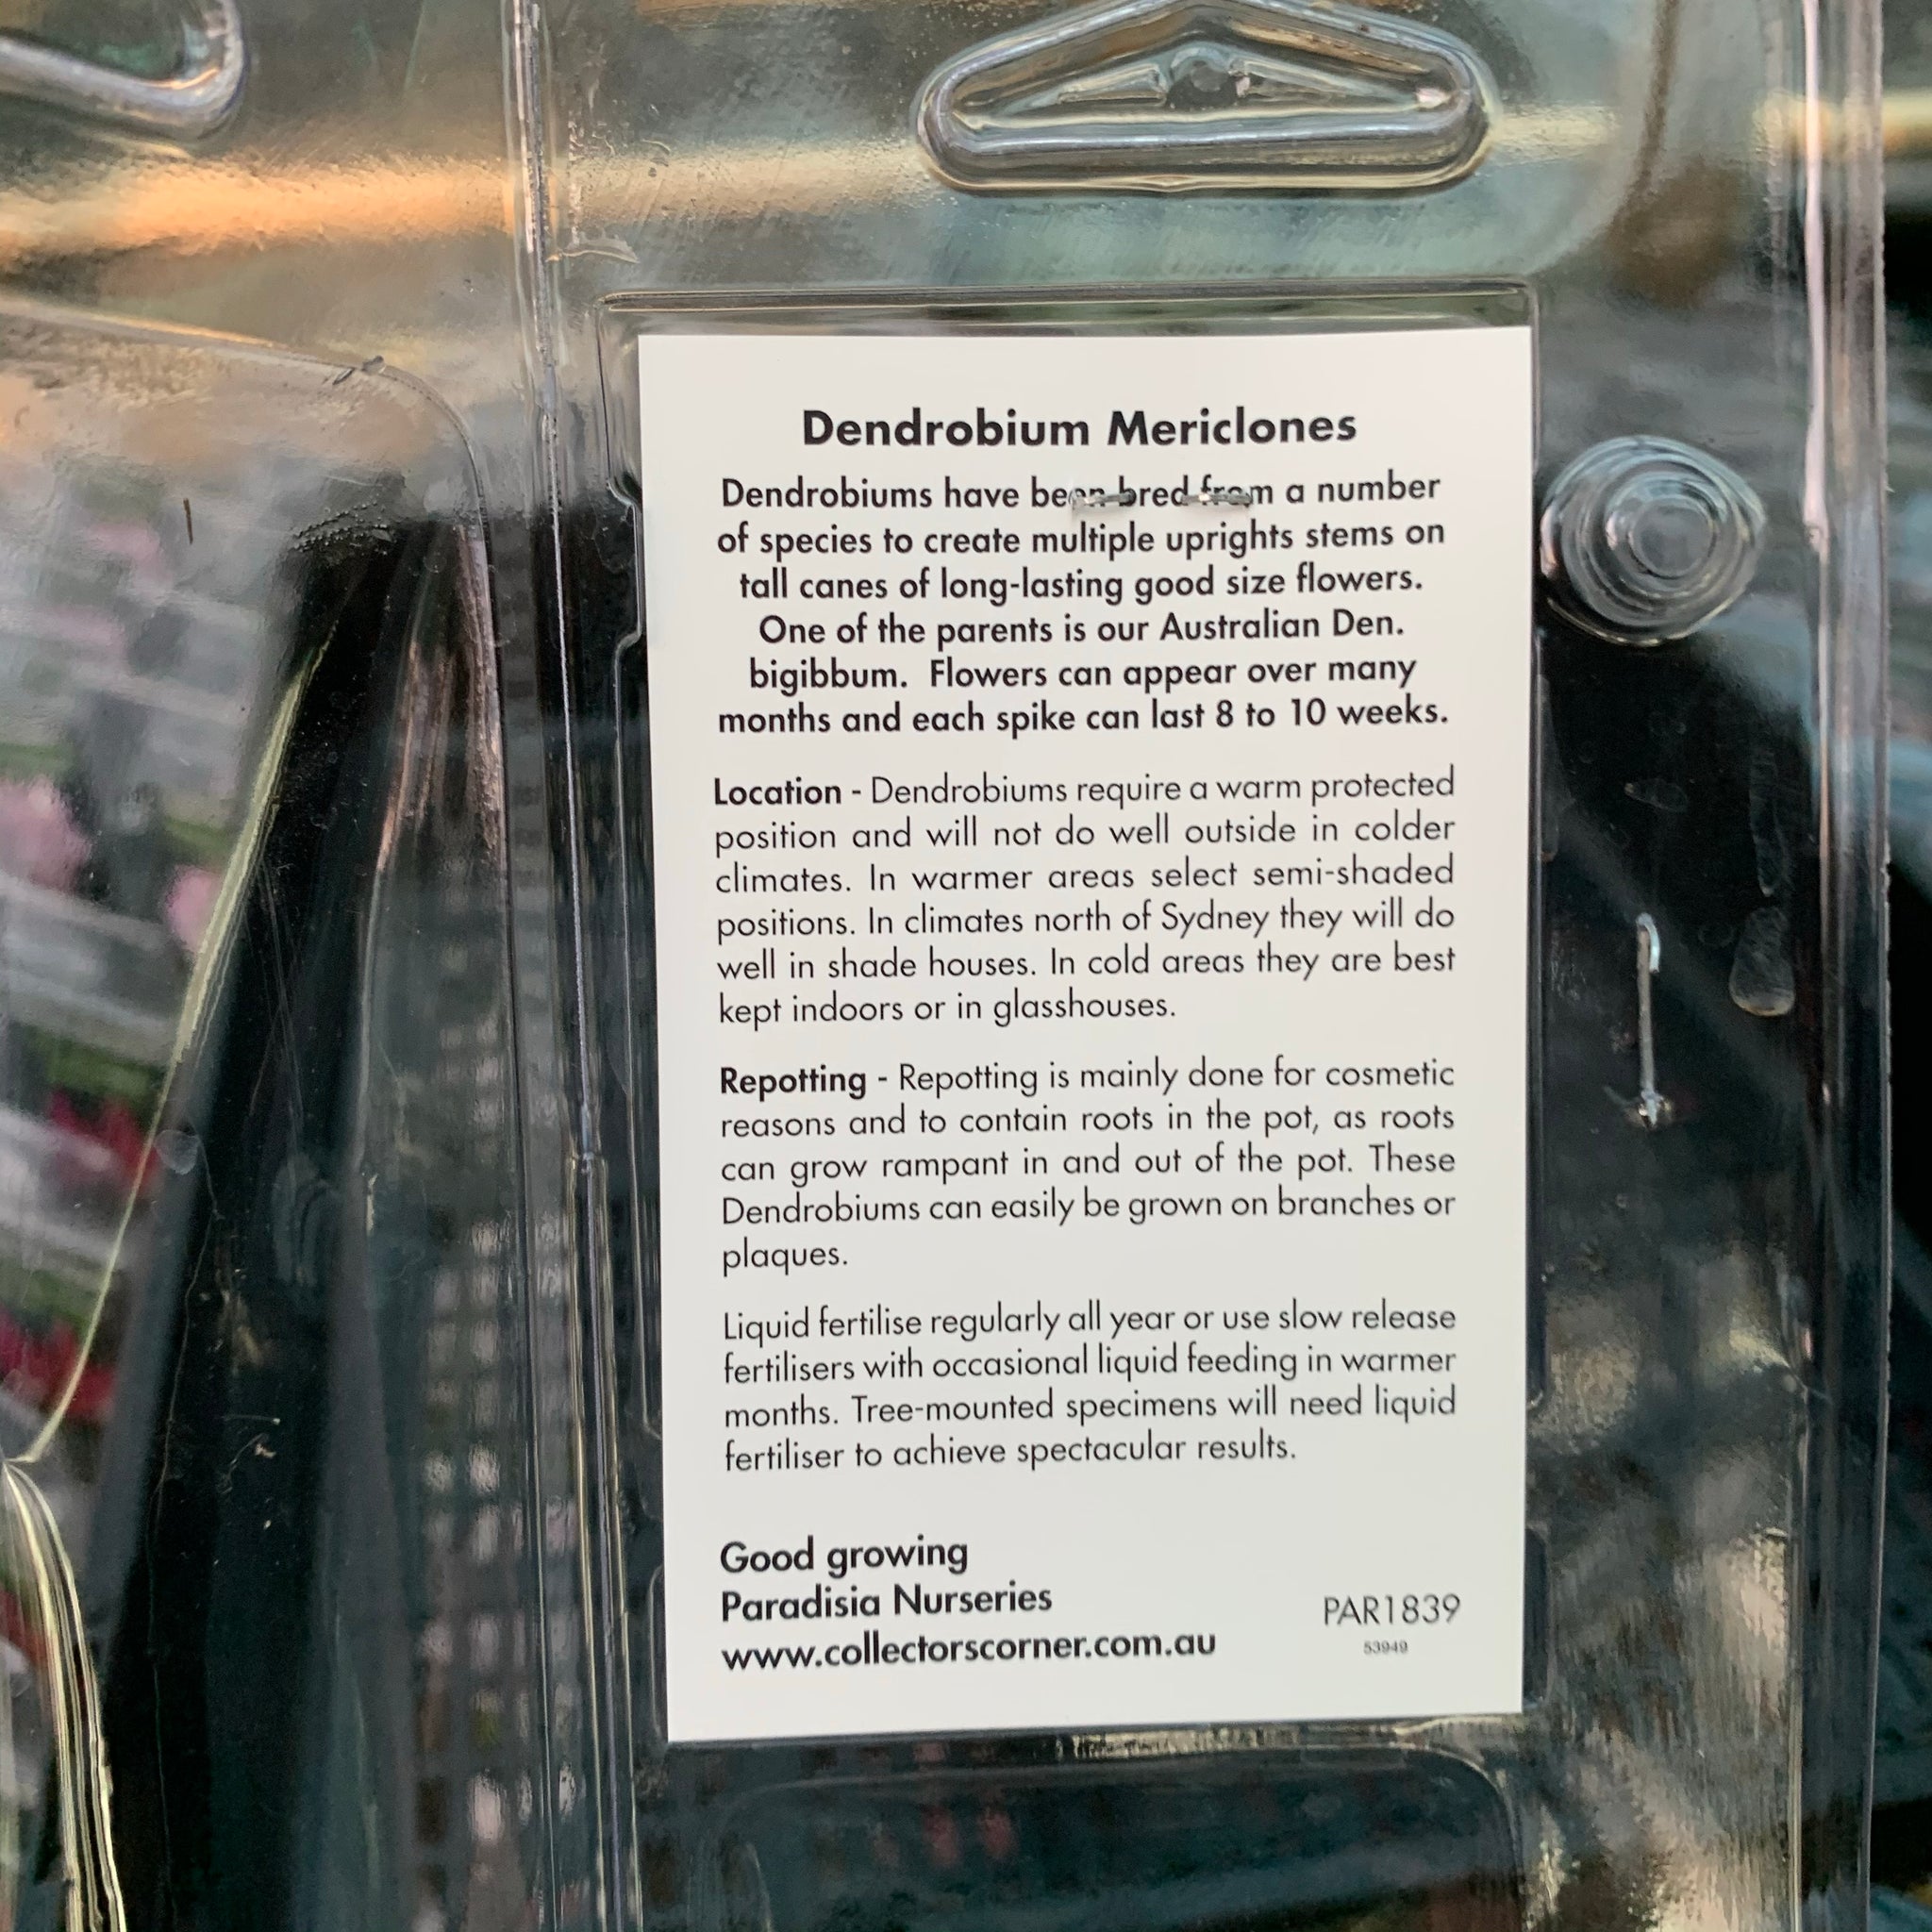 Dendrobium Mericlones
Dendrobiums have been bred from a number
of species to create multiple uprights stems on
tall canes of long-lasting good size flowers.
One of the parents is our Australian Den.
bigibbum. Flowers can appear over many
months and each spike can last 8 to 10 weeks.
Location - Dendrobiums require a warm protected
position and will not do well outside in colder
climates. In warmer areas select semi-shaded
positions. In climates north of Sydney they will do
well in shade houses. In cold areas they are best
kept indoors or in glasshouses.
Repotting - Repotting is mainly done for cosmetic
reasons and to contain roots in the pot, as roots
can grow rampant in and out of the pot. These
Dendrobiums can easily be grown on branches or
plaques.
Liquid fertilise regularly all year or use slow release
fertilisers with occasional liquid feeding in warmer
months. Tree-mounted specimens will need liquid
fertiliser to achieve spectacular results.
Good growing
Paradisia Nurseries
www.collectorscorner.com.au
PAR1839
53949